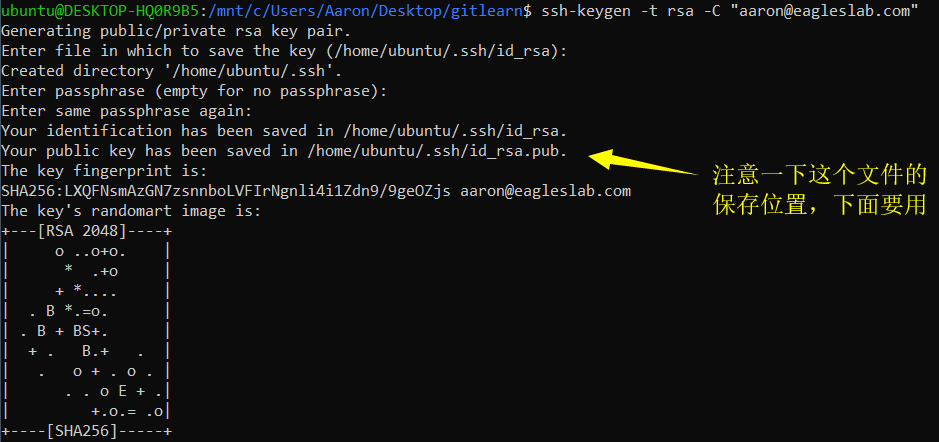 ubuntu@DESKTOP-HQ0R9B5:/mnt/c/Users/Aaron/Desktop/gitlearn$ ssh-keygen -t rsa -C "aaron@eagleslab.com"
Generating public/private rsa key pair.
Enter file in which to save the key (/home/ubuntu/.ssh/id_rsa):
Created directory '/home/ubuntu/.ssh'.
Enter passphrase (empty for no passphrase):
Enter same passphrase again:
Your identification has been saved in /home/ubuntu/.ssh/id_rsa.
Your public key has been saved in /home/ubuntu/.ssh/id_rsa.pub.
The key fingerprint is:
SHA256:LXQFNsmAzGN7zsnnboLVFIrNgnli4i1Zdn9/9geOZjs aaron@eagleslab.com
The key's randomart image is:
+---[RSA 2048]----+
|     o ..o+o.    |
|      *  .+o     |
|     + *....     |
|  . B *.=o.      |
| . B + BS+.      |
|  + .   B.+   .  |
|   .   o + . o . |
|      . . o E + .|
|         +.o.= .o|
+----[SHA256]-----+
注意一下这个文件的
保存位置，下面要用